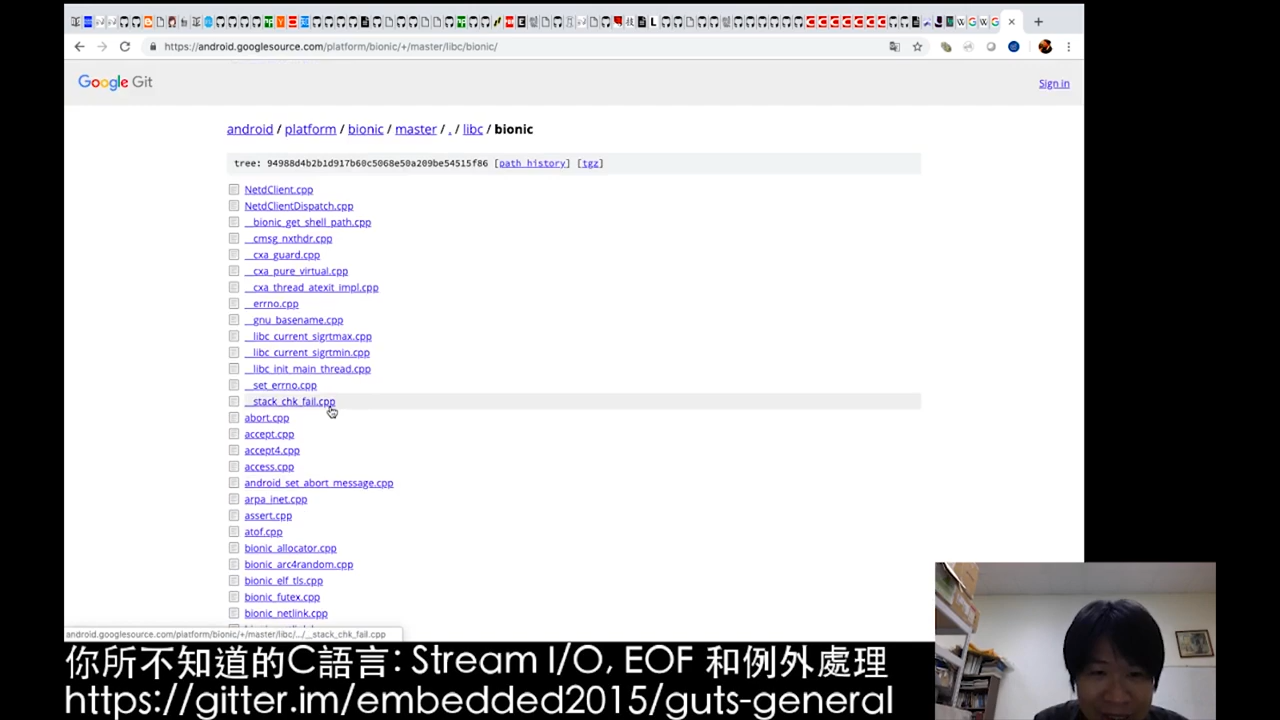 https://android.googlesource.com/platform/bionic/+/master/libc/bionic/
Google Git
Sign in
android / platform / bionic / master / . / libc / bionic
tree: 94988d4b2b1d917b60c5068e50a209be54515f86 [path history] [tgz]
NetdClient.cpp
NetdClientDispatch.cpp
__bionic_get_shell_path.cpp
__cmsg_nxthdr.cpp
__cxa_guard.cpp
__cxa_pure_virtual.cpp
__cxa_thread_atexit_impl.cpp
__errno.cpp
__gnu_basename.cpp
__libc_current_sigrtmax.cpp
__libc_current_sigrtmin.cpp
__libc_init_main_thread.cpp
__set_errno.cpp
__stack_chk_fail.cpp
abort.cpp
accept.cpp
accept4.cpp
access.cpp
android_set_abort_message.cpp
arpa_inet.cpp
assert.cpp
atof.cpp
bionic_allocator.cpp
bionic_arc4random.cpp
bionic_elf_tls.cpp
bionic_futex.cpp
bionic_netlink.cpp
android.googlesource.com/platform/bionic/+/master/libc/.../__stack_chk_fail.cpp
你所不知道的C語言: Stream I/O, EOF 和例外處理
https://gitter.im/embedded2015/guts-general